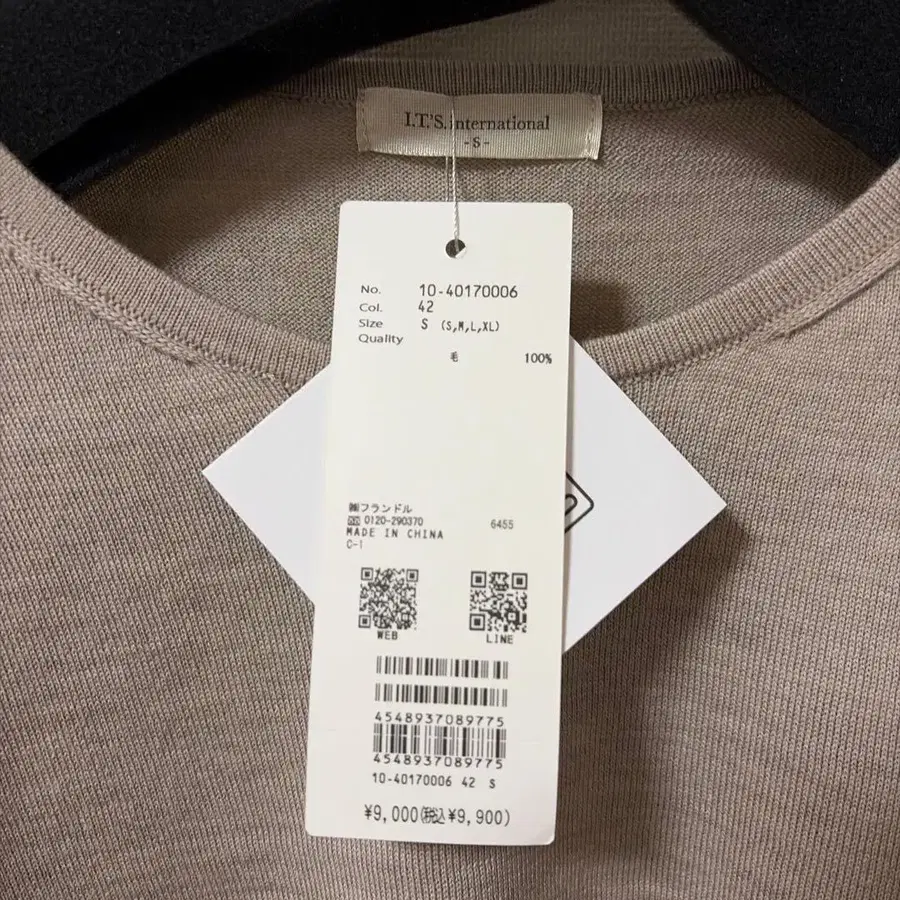 I.T.'S. international
- S -
No. 10-40170006
Col. 42
Size S (S,M,L,XL)
Quality
毛 100%
㈱フランドル
0120-290370 6455
MADE IN CHINA
C-1
WEB LINE
4548937089775
4548937089775
10-40170006 42 S
¥9,000(税込¥9,900)